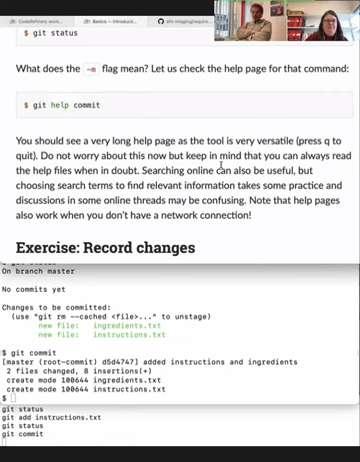 CodeRefinery work...
Basics — Introducti...
$ git status
What does the -m flag mean? Let us check the help page for that command:
$ git help commit
You should see a very long help page as the tool is very versatile (press q to
quit). Do not worry about this now but keep in mind that you can always read
the help files when in doubt. Searching online can also be useful, but
choosing search terms to find relevant information takes some practice and
discussions in some online threads may be confusing. Note that help pages
also work when you don't have a network connection!
Exercise: Record changes
On branch master
No commits yet
Changes to be committed:
(use "git rm --cached <file>..." to unstage)
new file: ingredients.txt
new file: instructions.txt
$ git commit
[master (root-commit) d5d4747] added instructions and ingredients
2 files changed, 8 insertions(+)
create mode 100644 ingredients.txt
create mode 100644 instructions.txt
$
git status
git add instructions.txt
git status
git commit